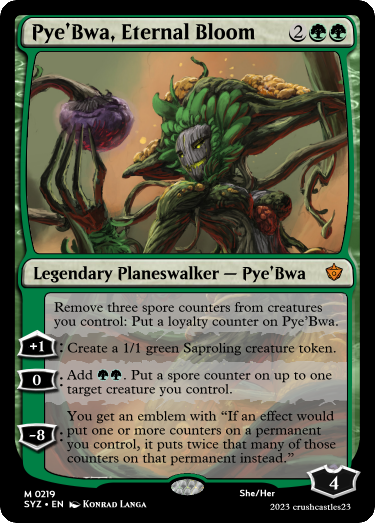 Pye'Bwa, Eternal Bloom 2
Legendary Planeswalker — Pye'Bwa
Remove three spore counters from creatures
you control: Put a loyalty counter on Pye'Bwa.
+1: Create a 1/1 green Saproling creature token.
0: Add . Put a spore counter on up to one
target creature you control.
-8: You get an emblem with “If an effect would
put one or more counters on a permanent
you control, it puts twice that many of those
counters on that permanent instead.”
4
M 0219
SYZ • EN Konrad Langa
She/Her
2023 crushcastles23